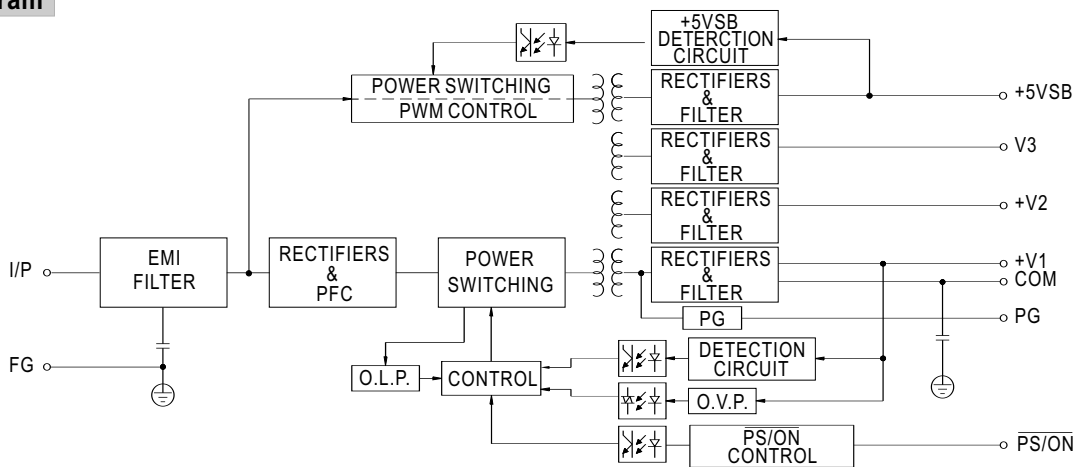 +5VSB
DETERCTION
CIRCUIT
POWER SWITCHING
PWM CONTROL
RECTIFIERS
&
FILTER
+5VSB
RECTIFIERS
&
FILTER
V3
RECTIFIERS
&
FILTER
+V2
I/P
EMI
FILTER
RECTIFIERS
&
PFC
POWER
SWITCHING
RECTIFIERS
&
FILTER
+V1
COM
PG
PG
FG
O.L.P.
CONTROL
DETECTION
CIRCUIT
O.V.P.
PS/ON
CONTROL
PS/ON